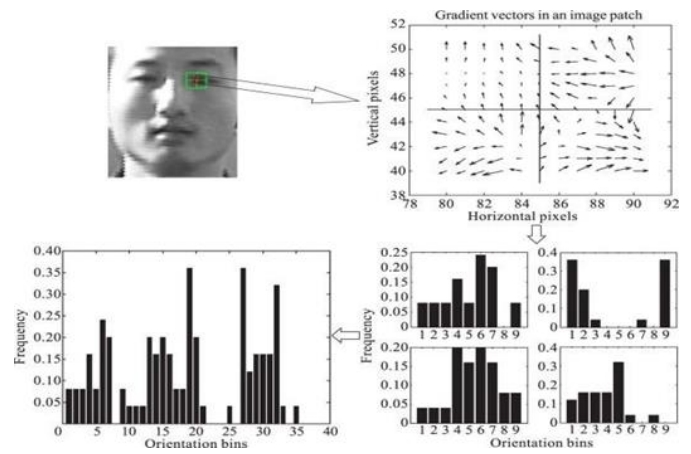 Gradient vectors in an image patch
52
50
48
46
44
42
40
38
Vertical pixels
78 80 82 84 86 88 90 92
Horizontal pixels
0.40
0.35
0.30
0.25
0.20
0.15
0.10
0.05
Frequency
0 5 10 15 20 25 30 35 40
Orientation bins
0.25
0.20
0.15
0.10
0.05
1 2 3 4 5 6 7 8 9
0.4
0.3
0.2
0.1
0
1 2 3 4 5 6 7 8 9
Frequency
0.20
0.15
0.10
0.05
0
1 2 3 4 5 6 7 8 9
0.4
0.3
0.2
0.1
0
1 2 3 4 5 6 7 8 9
Orientation bins